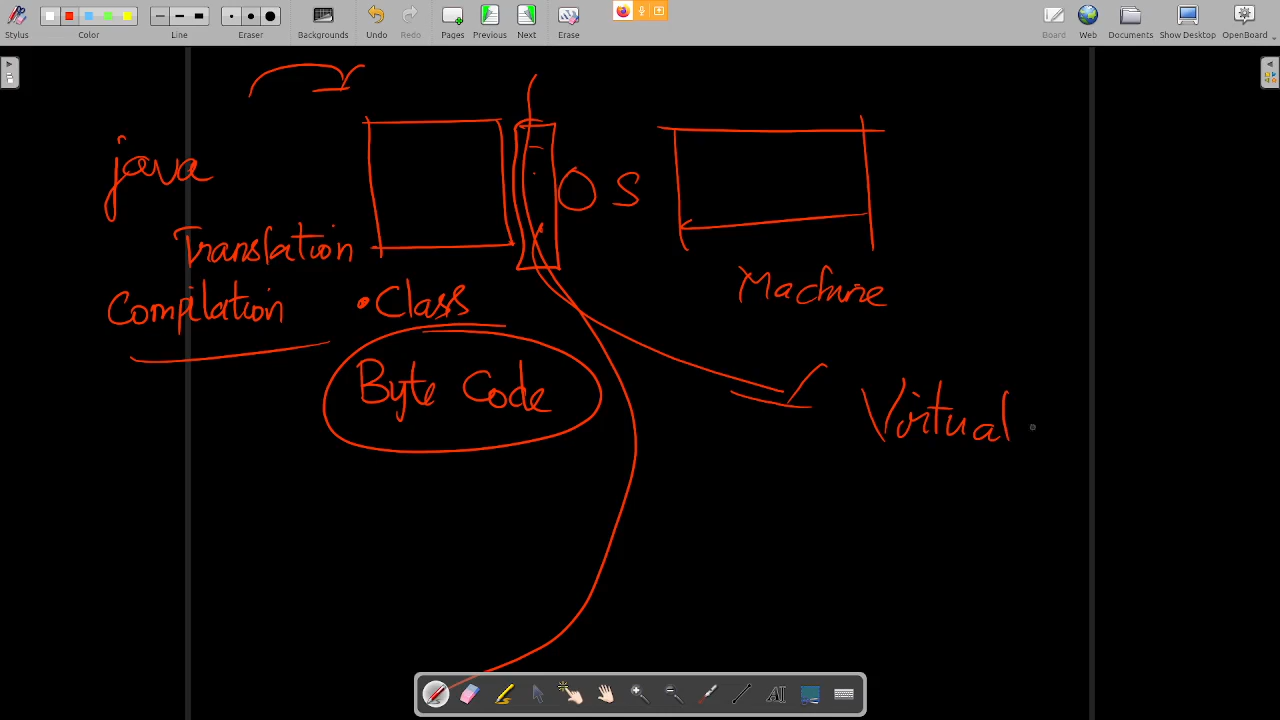 Stylus Color Line Eraser Backgrounds Undo Redo Pages Previous Next Erase Board Web Documents Show Desktop OpenBoard
java
OS
Translation
Compilation
.Class
Machine
Byte Code
Virtual
AI